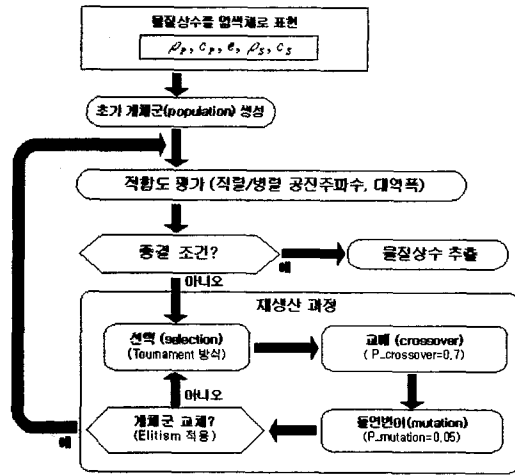 물질상수를 염색체로 표현
ρ_P, c_P, e, ρ_S, c_S
초기 개체군(population) 생성
적합도 평가 (직렬/병렬 공진주파수, 대역폭)
종결 조건?
예
물질상수 추출
아니오
재생산 과정
선택 (selection)
(Tournament 방식)
교배 (crossover)
( P_crossover=0.7)
아니오
개체군 교체?
(Elitism 적용)
돌연변이(mutation)
(P_mutation=0.05)
예